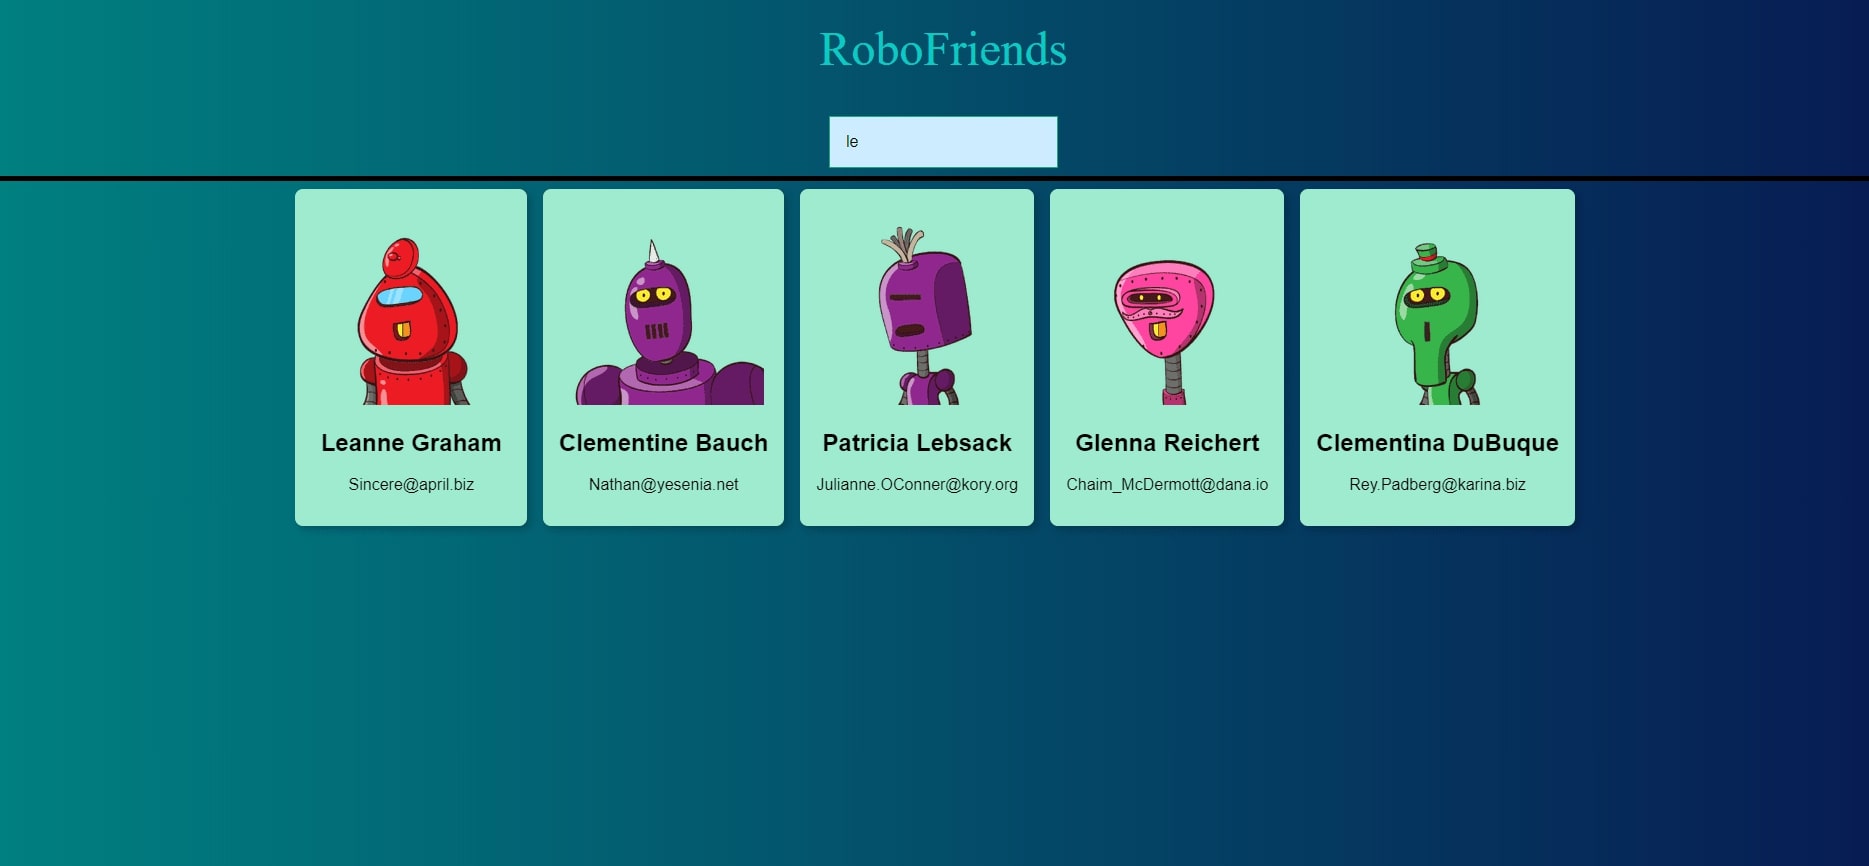 RoboFriends
le
Leanne Graham
Sincere@april.biz
Clementine Bauch
Nathan@yesenia.net
Patricia Lebsack
Julianne.OConner@kory.org
Glenna Reichert
Chaim_McDermott@dana.io
Clementina DuBuque
Rey.Padberg@karina.biz